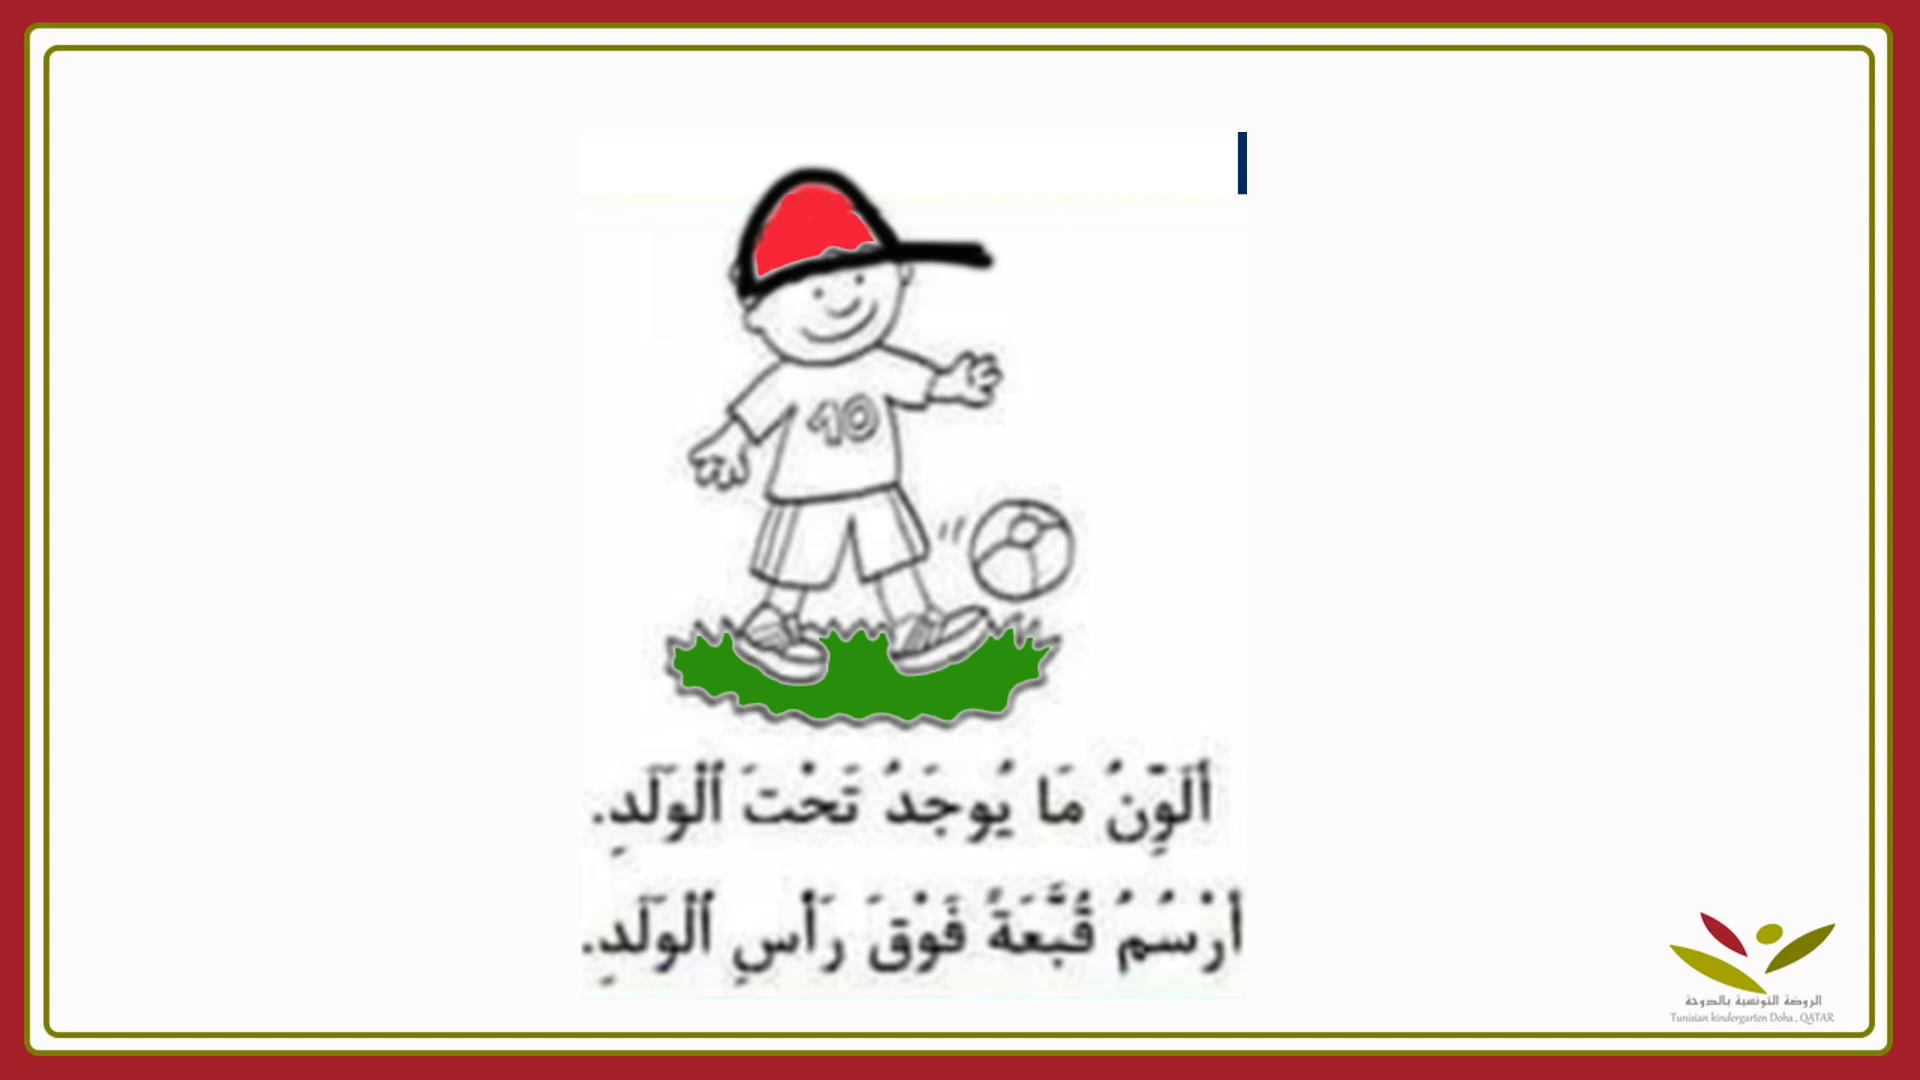 10
أُلَوِّنُ مَا يُوجَدُ تَحْتَ ٱلْوَلَدِ.
أَرْسُمُ قُبَّعَةً فَوْقَ رَأْسِ ٱلْوَلَدِ.
الروضة التونسية بالدوحة
Tunisian kindergarten Doha , QATAR